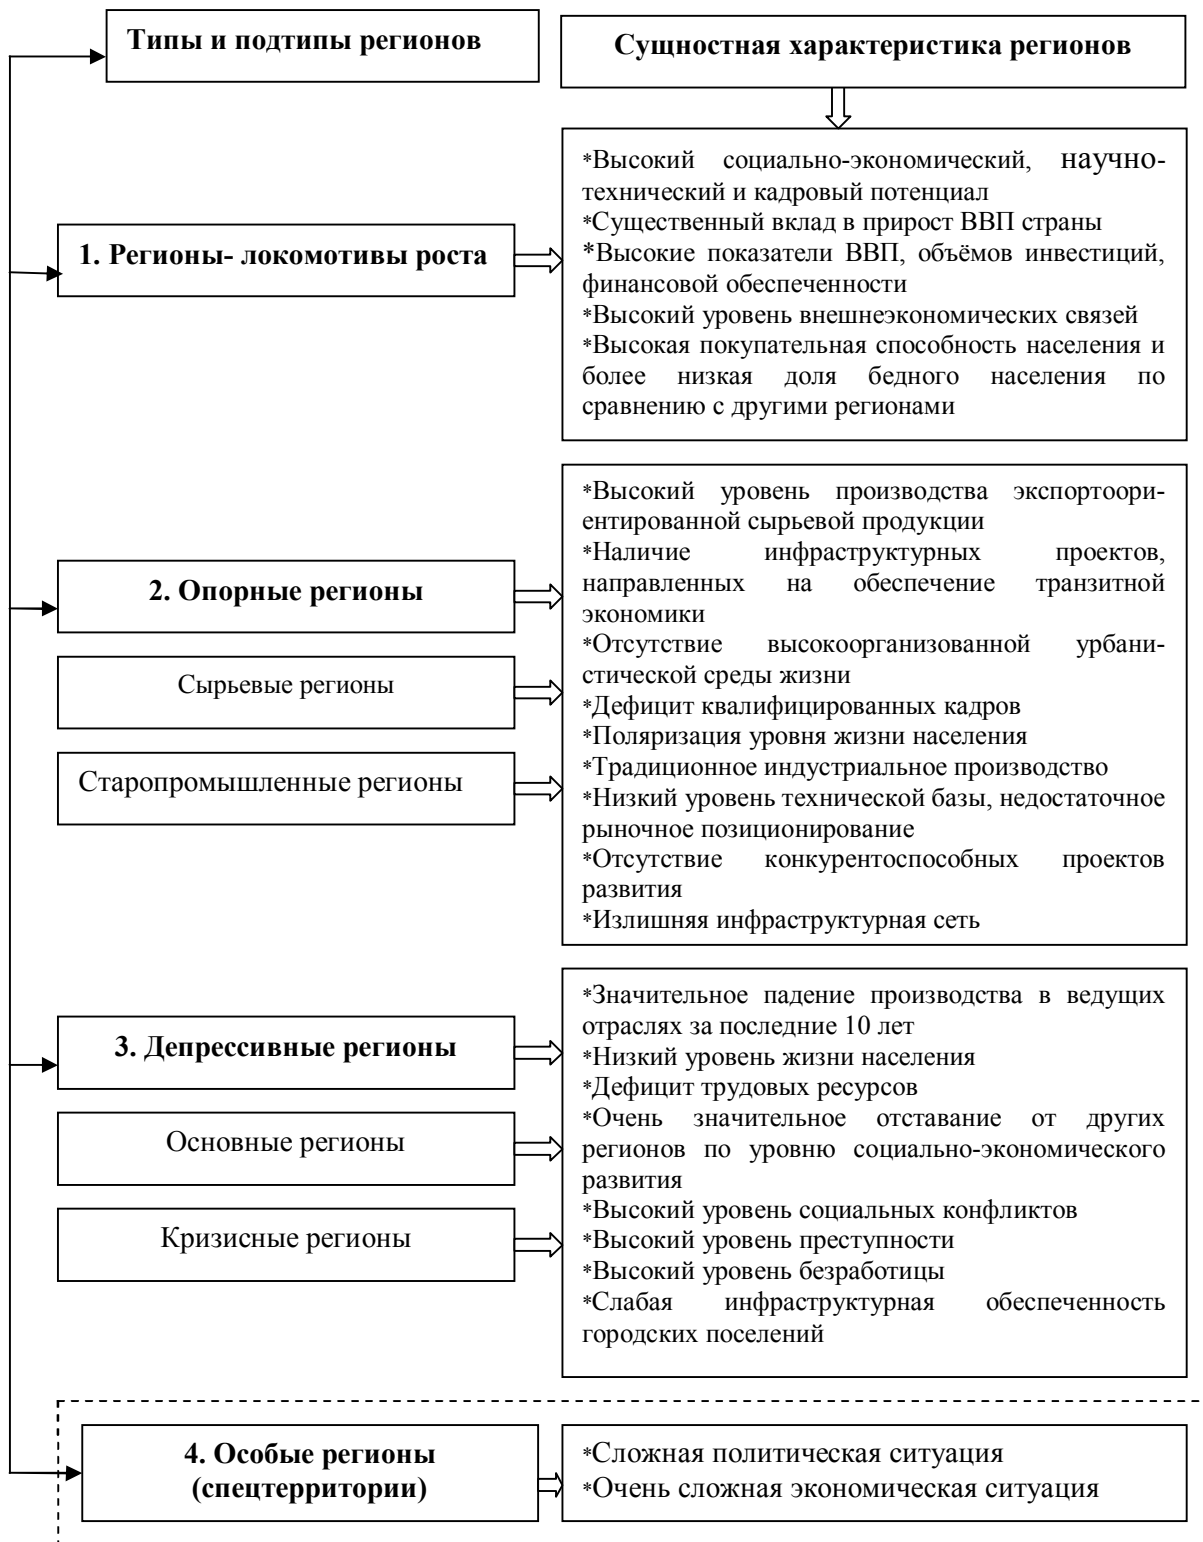 Типы и подтипы регионов
Сущностная характеристика регионов
1. Регионы- локомотивы роста
*Высокий социально-экономический, научно-
технический и кадровый потенциал
*Существенный вклад в прирост ВВП страны
*Высокие показатели ВВП, объёмов инвестиций,
финансовой обеспеченности
*Высокий уровень внешнеэкономических связей
*Высокая покупательная способность населения и
более низкая доля бедного населения по
сравнению с другими регионами
2. Опорные регионы
Сырьевые регионы
Старопромышленные регионы
*Высокий уровень производства экспортоори-
ентированной сырьевой продукции
*Наличие инфраструктурных проектов,
направленных на обеспечение транзитной
экономики
*Отсутствие высокоорганизованной урбани-
стической среды жизни
*Дефицит квалифицированных кадров
*Поляризация уровня жизни населения
*Традиционное индустриальное производство
*Низкий уровень технической базы, недостаточное
рыночное позиционирование
*Отсутствие конкурентоспособных проектов
развития
*Излишняя инфраструктурная сеть
3. Депрессивные регионы
Основные регионы
Кризисные регионы
*Значительное падение производства в ведущих
отраслях за последние 10 лет
*Низкий уровень жизни населения
*Дефицит трудовых ресурсов
*Очень значительное отставание от других
регионов по уровню социально-экономического
развития
*Высокий уровень социальных конфликтов
*Высокий уровень преступности
*Высокий уровень безработицы
*Слабая инфраструктурная обеспеченность
городских поселений
4. Особые регионы
(спецтерритории)
*Сложная политическая ситуация
*Очень сложная экономическая ситуация